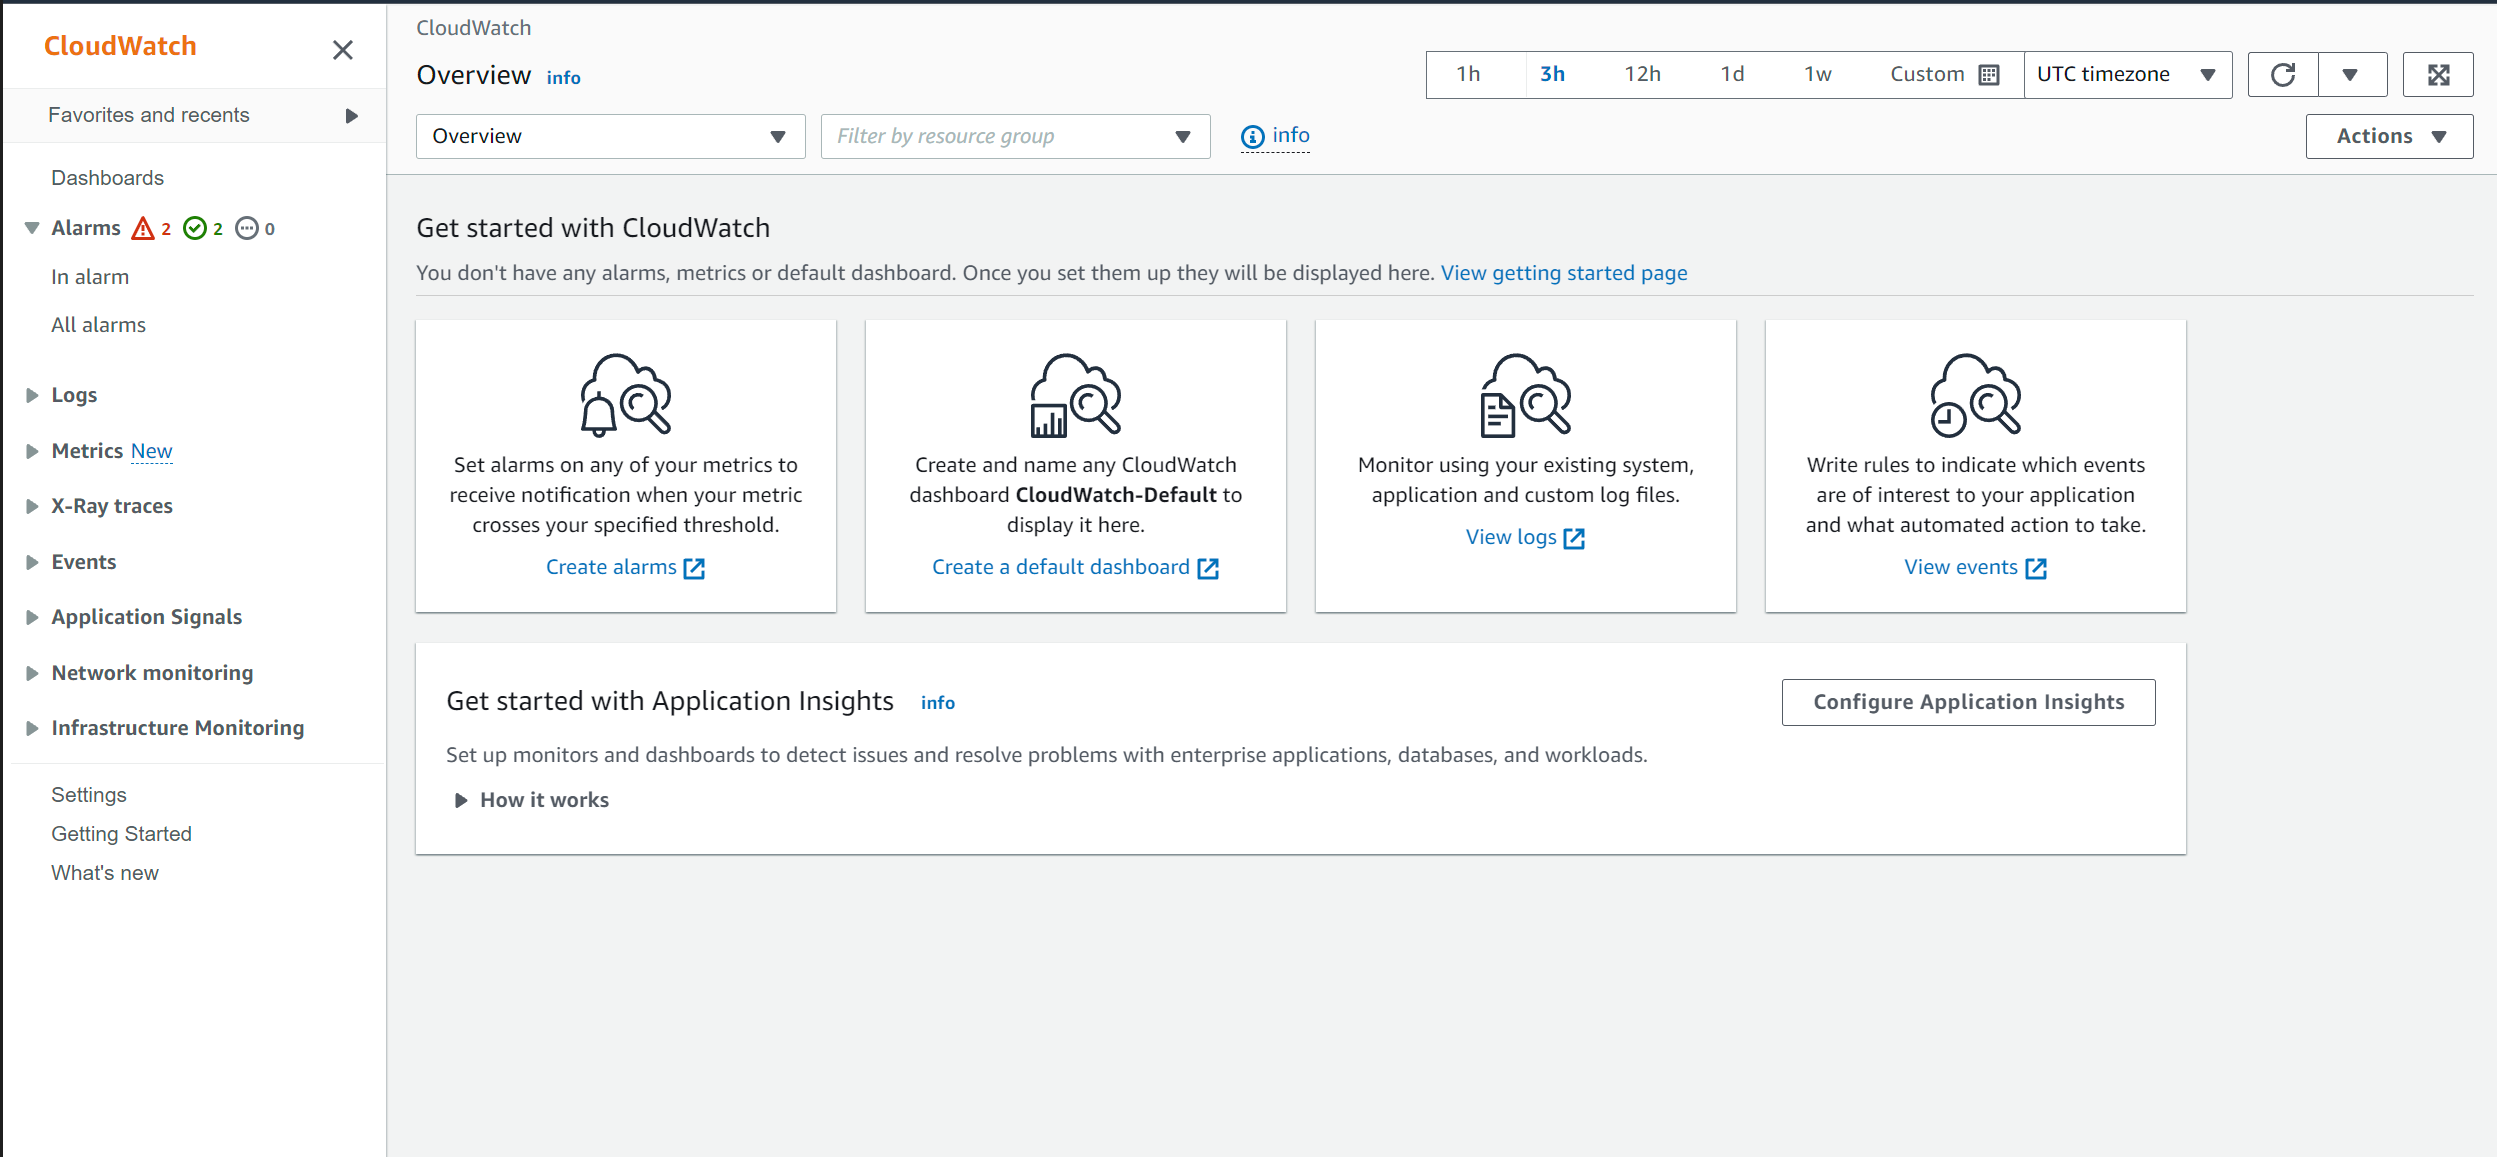 CloudWatch
Favorites and recents
Dashboards
Alarms 2 2 0
In alarm
All alarms
Logs
Metrics New
X-Ray traces
Events
Application Signals
Network monitoring
Infrastructure Monitoring
Settings
Getting Started
What's new
CloudWatch
Overview info
1h 3h 12h 1d 1w Custom UTC timezone
Overview Filter by resource group info
Actions
Get started with CloudWatch
You don't have any alarms, metrics or default dashboard. Once you set them up they will be displayed here. View getting started page
Set alarms on any of your metrics to
receive notification when your metric
crosses your specified threshold.
Create alarms
Create and name any CloudWatch
dashboard CloudWatch-Default to
display it here.
Create a default dashboard
Monitor using your existing system,
application and custom log files.
View logs
Write rules to indicate which events
are of interest to your application
and what automated action to take.
View events
Get started with Application Insights info
Configure Application Insights
Set up monitors and dashboards to detect issues and resolve problems with enterprise applications, databases, and workloads.
How it works